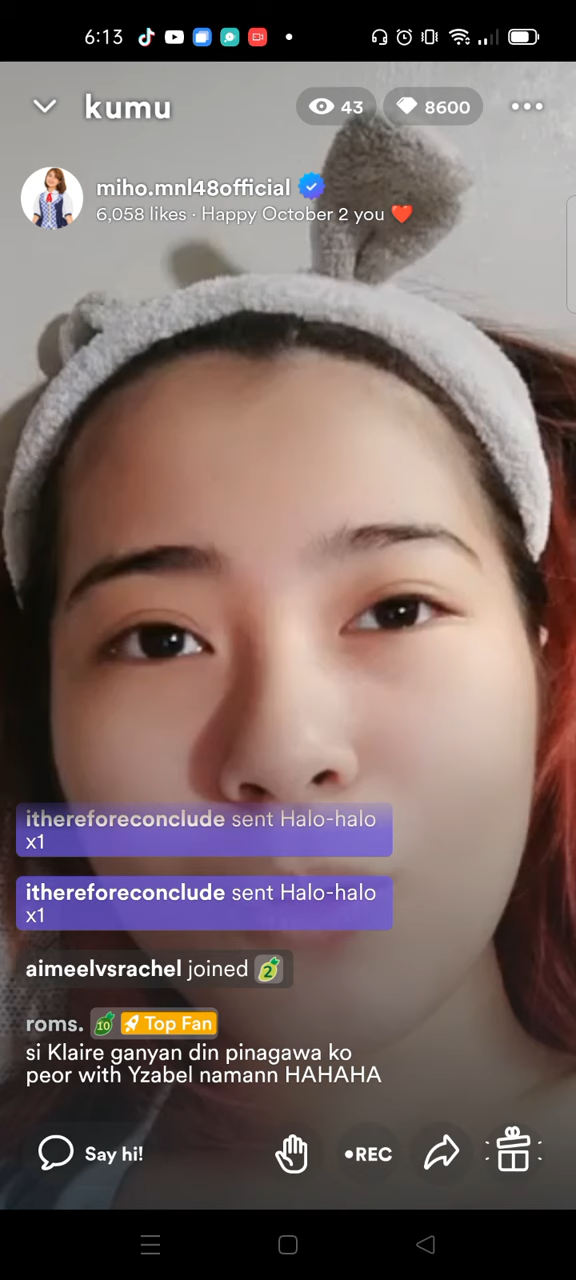 6:13
kumu
43
8600
miho.mnl48official
6,058 likes · Happy October 2 you ❤️
ithereforeconclude sent Halo-halo
x1
ithereforeconclude sent Halo-halo
x1
aimeelvsrachel joined 2
roms. 10 Top Fan
si Klaire ganyan din pinagawa ko
peor with Yzabel namann HAHAHA
Say hi!
•REC